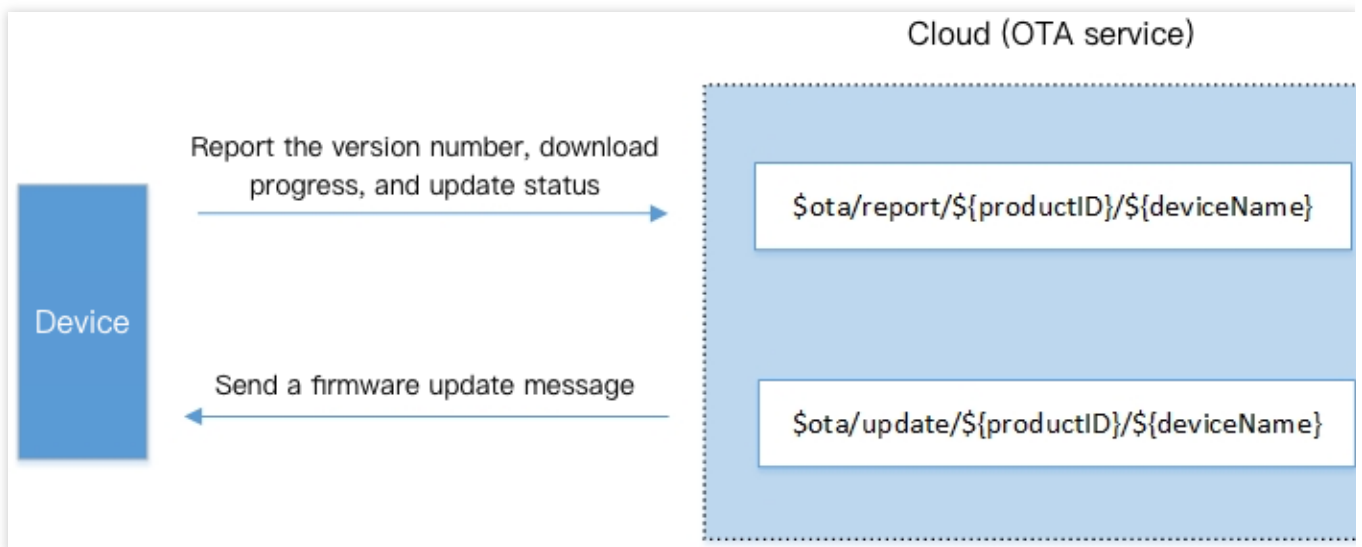 Cloud (OTA service)
Report the version number, download
progress, and update status
$ota/report/${productID}/${deviceName}
Device
Send a firmware update message
$ota/update/${productID}/${deviceName}